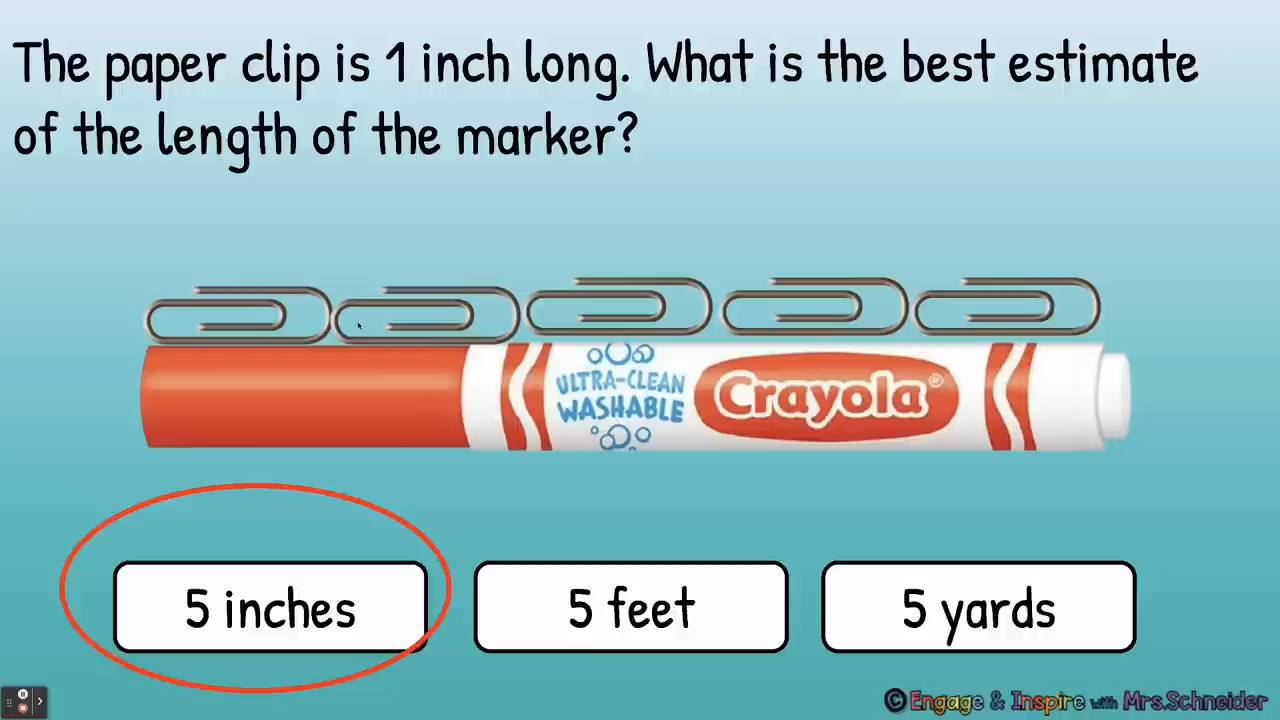 The paper clip is 1 inch long. What is the best estimate
of the length of the marker?
ULTRA-CLEAN
WASHABLE
Crayola®
5 inches
5 feet
5 yards
© Engage & Inspire with Mrs.Schneider